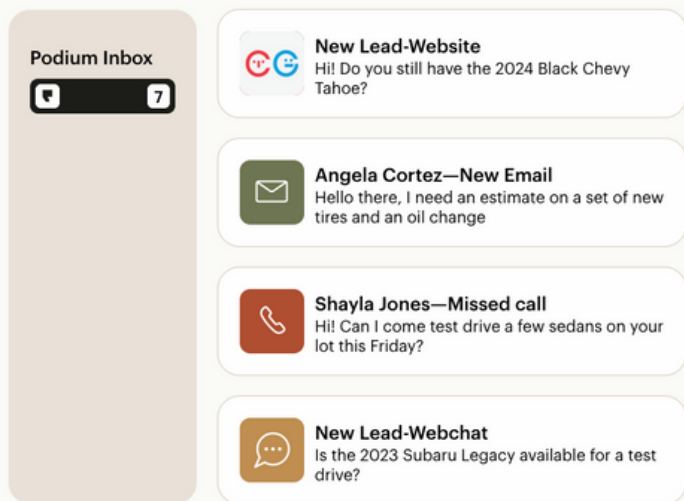 Podium Inbox
7
New Lead-Website
Hi! Do you still have the 2024 Black Chevy
Tahoe?
Angela Cortez—New Email
Hello there, I need an estimate on a set of new
tires and an oil change
Shayla Jones—Missed call
Hi! Can I come test drive a few sedans on your
lot this Friday?
New Lead-Webchat
Is the 2023 Subaru Legacy available for a test
drive?